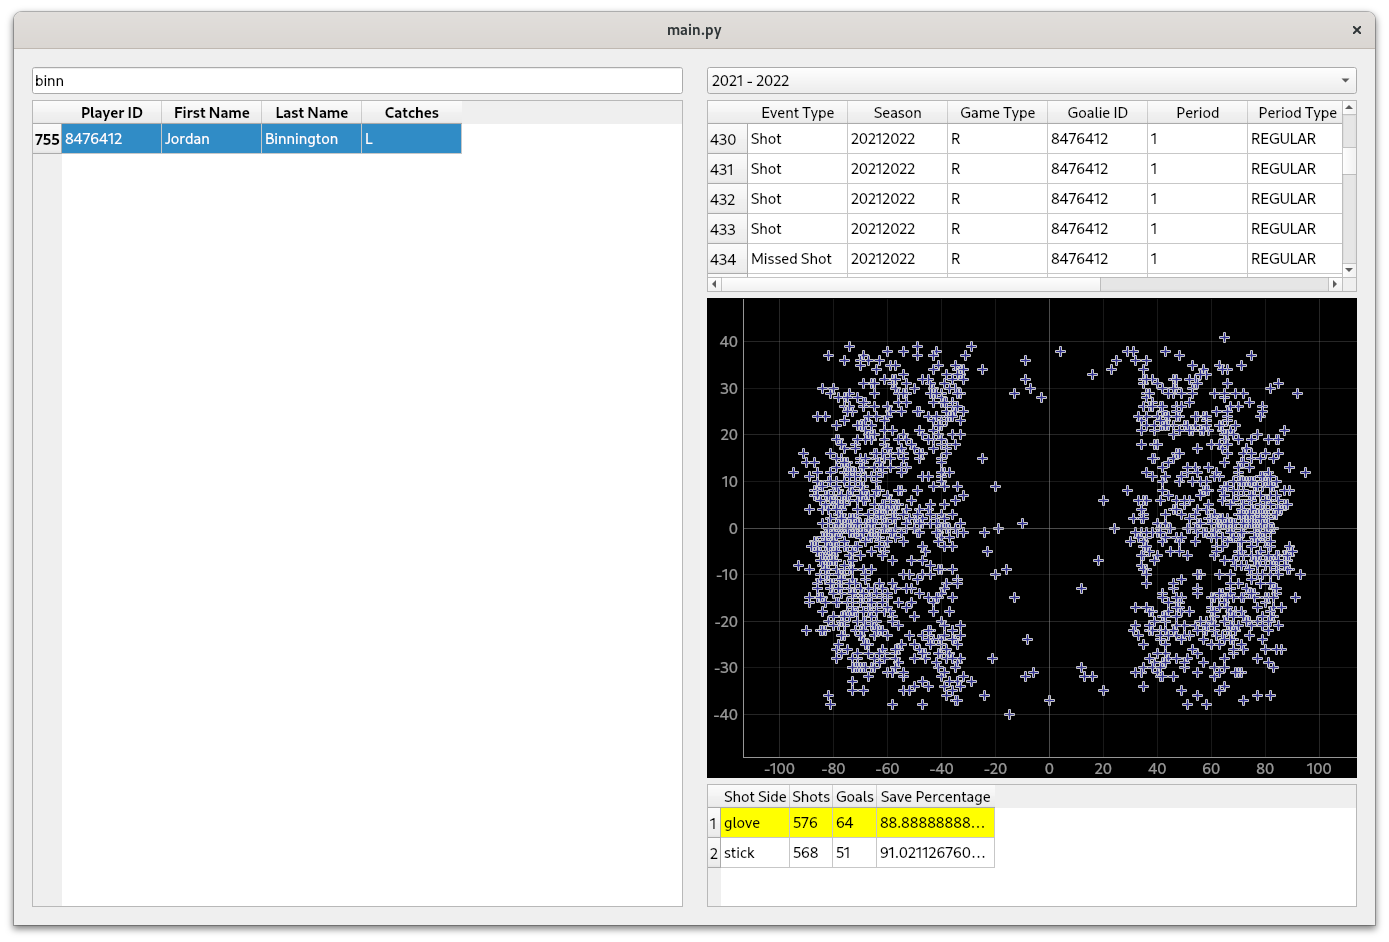 main.py ×
binn
Player ID First Name Last Name Catches
755 8476412 Jordan Binnington L
2021 - 2022
Event Type Season Game Type Goalie ID Period Period Type
430 Shot 20212022 R 8476412 1 REGULAR
431 Shot 20212022 R 8476412 1 REGULAR
432 Shot 20212022 R 8476412 1 REGULAR
433 Shot 20212022 R 8476412 1 REGULAR
434 Missed Shot 20212022 R 8476412 1 REGULAR
40
30
20
10
0
-10
-20
-30
-40
-100 -80 -60 -40 -20 0 20 40 60 80 100
Shot Side Shots Goals Save Percentage
1 glove 576 64 88.88888888...
2 stick 568 51 91.021126760...